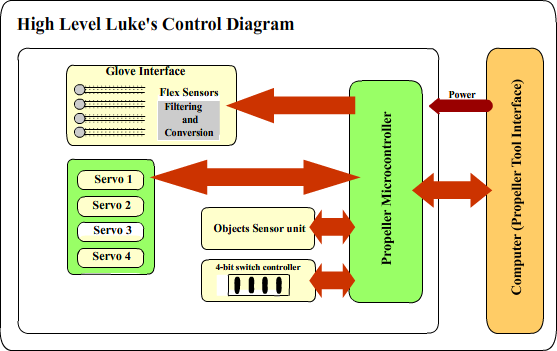 High Level Luke's Control Diagram
Glove Interface
Flex Sensors
Filtering
and
Conversion
Servo 1
Servo 2
Servo 3
Servo 4
Objects Sensor unit
4-bit switch controller
Propeller Microcontroller
Power
Computer (Propeller Tool Interface)